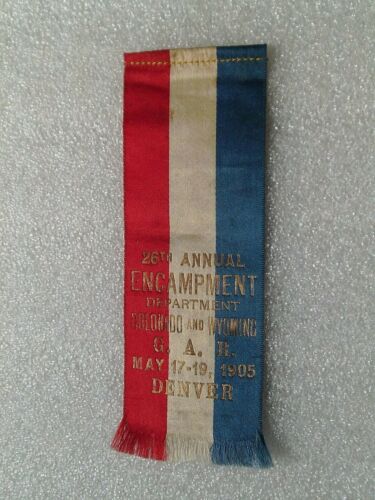 26TH ANNUAL
ENCAMPMENT
DEPARTMENT
COLORADO AND WYOMING
G. A. R.
MAY 17-19, 1905
DENVER